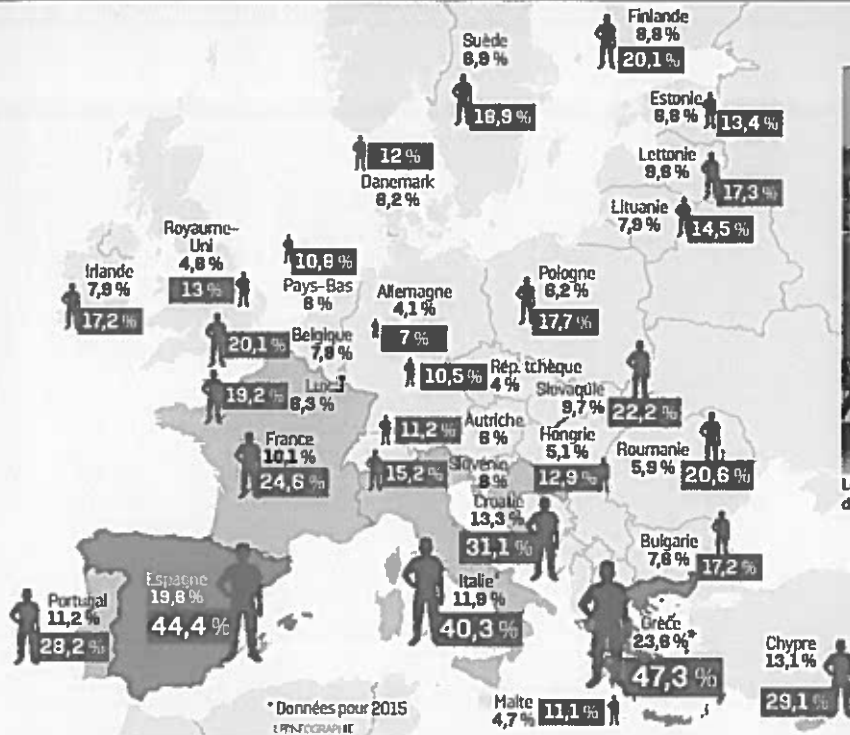 Finlande
8,8 %
20,1 %
Suède
6,9 %
18,9 %
Estonie
6,8 %
13,4 %
Lettonie
9,8 %
17,3 %
Lituanie
7,9 %
14,5 %
12 %
Danemark
6,2 %
Royaume-
Uni
4,8 %
13 %
Irlande
7,9 %
17,2 %
10,8 %
Pays-Bas
6 %
Allemagne
4,1 %
7 %
Pologne
6,2 %
17,7 %
20,1 %
Belgique
7,8 %
19,2 %
Lux.
6,3 %
10,5 %
Rép. tchèque
4 %
Slovaquie
9,7 %
22,2 %
France
10,1 %
24,6 %
11,2 %
Autriche
6 %
Hongrie
5,1 %
12,9 %
Roumanie
5,9 %
20,6 %
15,2 %
Slovénie
8 %
Croatie
13,3 %
31,1 %
Bulgarie
7,6 %
17,2 %
Portugal
11,2 %
28,2 %
Espagne
19,6 %
44,4 %
Italie*
11,9 %
40,3 %
Grèce
23,6 %*
47,3 %
Chypre
13,1 %
29,1 %
Malte
4,7 %
11,1 %
* Données pour 2015
L
d